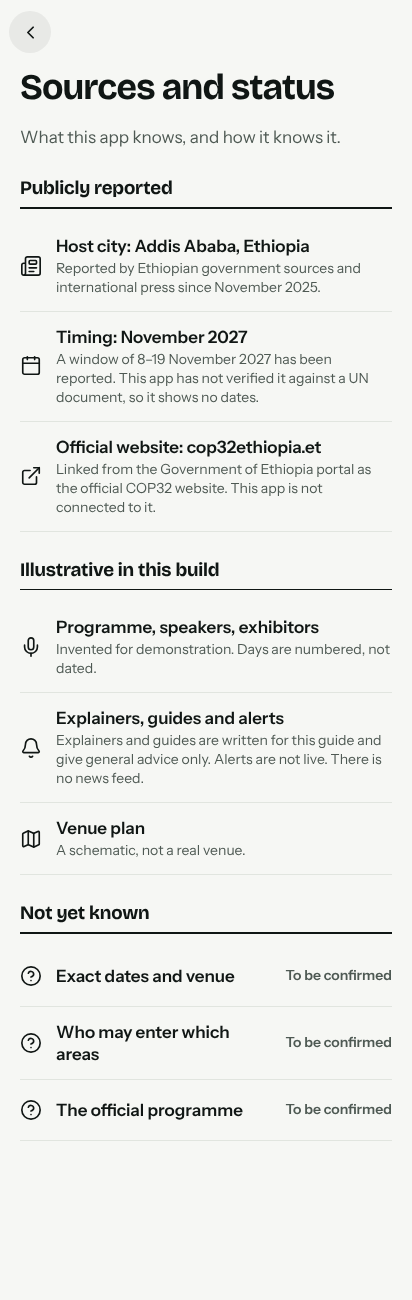 Sources and status
What this app knows, and how it knows it.
Publicly reported
Host city: Addis Ababa, Ethiopia
Reported by Ethiopian government sources and
international press since November 2025.
Timing: November 2027
A window of 8–19 November 2027 has been
reported. This app has not verified it against a UN
document, so it shows no dates.
Official website: cop32ethiopia.et
Linked from the Government of Ethiopia portal as
the official COP32 website. This app is not
connected to it.
Illustrative in this build
Programme, speakers, exhibitors
Invented for demonstration. Days are numbered, not
dated.
Explainers, guides and alerts
Explainers and guides are written for this guide and
give general advice only. Alerts are not live. There is
no news feed.
Venue plan
A schematic, not a real venue.
Not yet known
Exact dates and venue To be confirmed
Who may enter which
areas
To be confirmed
The official programme To be confirmed